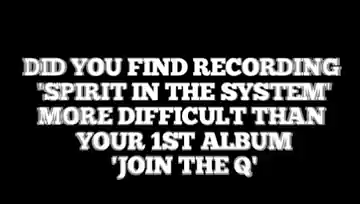 DID YOU FIND RECORDING
'SPIRIT IN THE SYSTEM'
MORE DIFFICULT THAN
YOUR 1ST ALBUM
'JOIN THE Q'